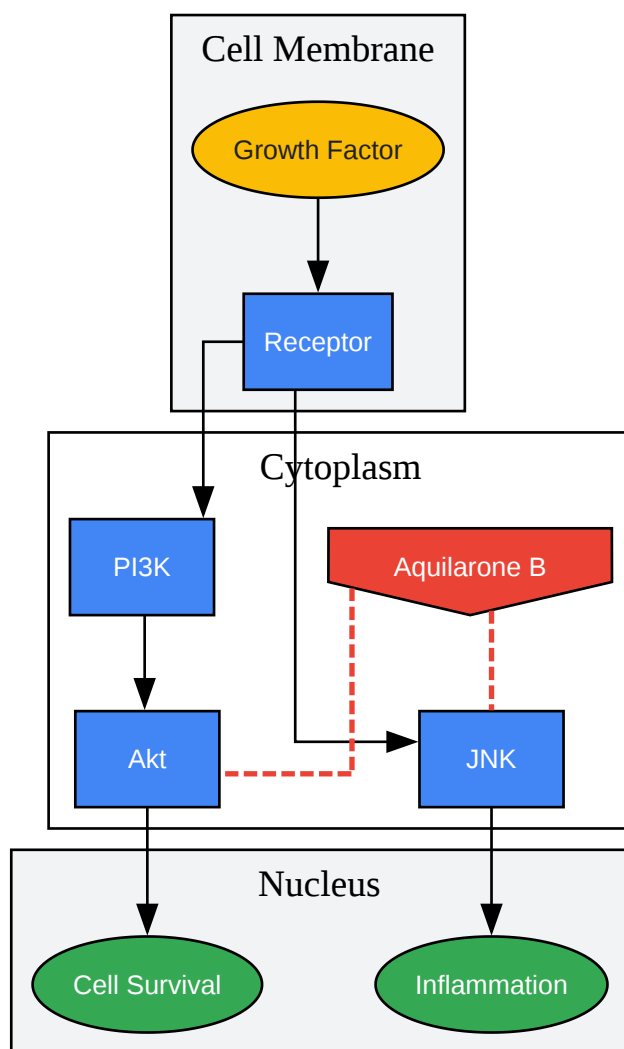 Cell Membrane
Growth Factor
Receptor
Cytoplasm
PI3K
Aquilarone B
Akt
JNK
Nucleus
Cell Survival
Inflammation